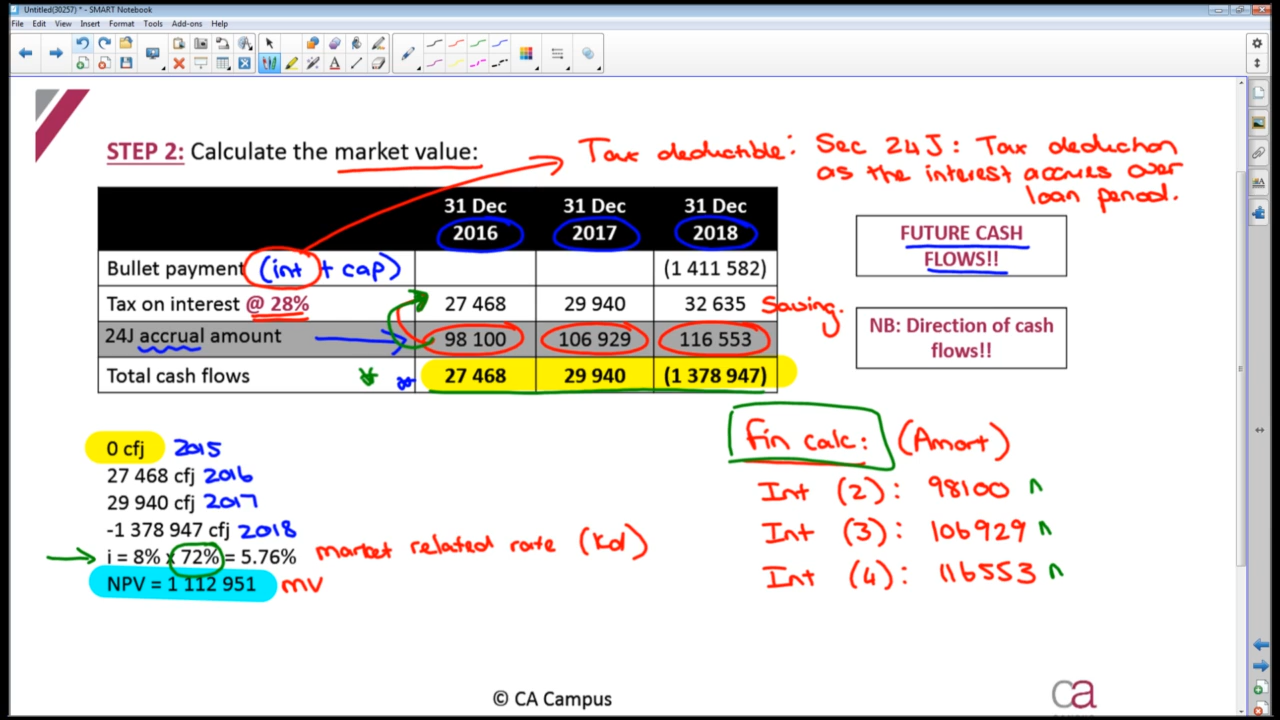 Untitled(30257) * - SMART Notebook
File Edit View Insert Format Tools Add-ons Help
STEP 2: Calculate the market value:
Tax deductible: Sec 24J: Tax deduction
as the interest accrues over
loan period.
31 Dec 2016 31 Dec 2017 31 Dec 2018
Bullet payment (int + cap) (1 411 582)
Tax on interest @ 28% 27 468 29 940 32 635 Saving.
24J accrual amount 98 100 106 929 116 553
Total cash flows 27 468 29 940 (1 378 947)
FUTURE CASH
FLOWS!!
NB: Direction of cash
flows!!
0 cfj 2015
27 468 cfj 2016
29 940 cfj 2017
-1 378 947 cfj 2018
i = 8% x 72% = 5.76% market related rate (kd)
NPV = 1 112 951 mv
Fin calc: (Amort)
Int (2): 98100
Int (3): 106929
Int (4): 116553
© CA Campus
ca